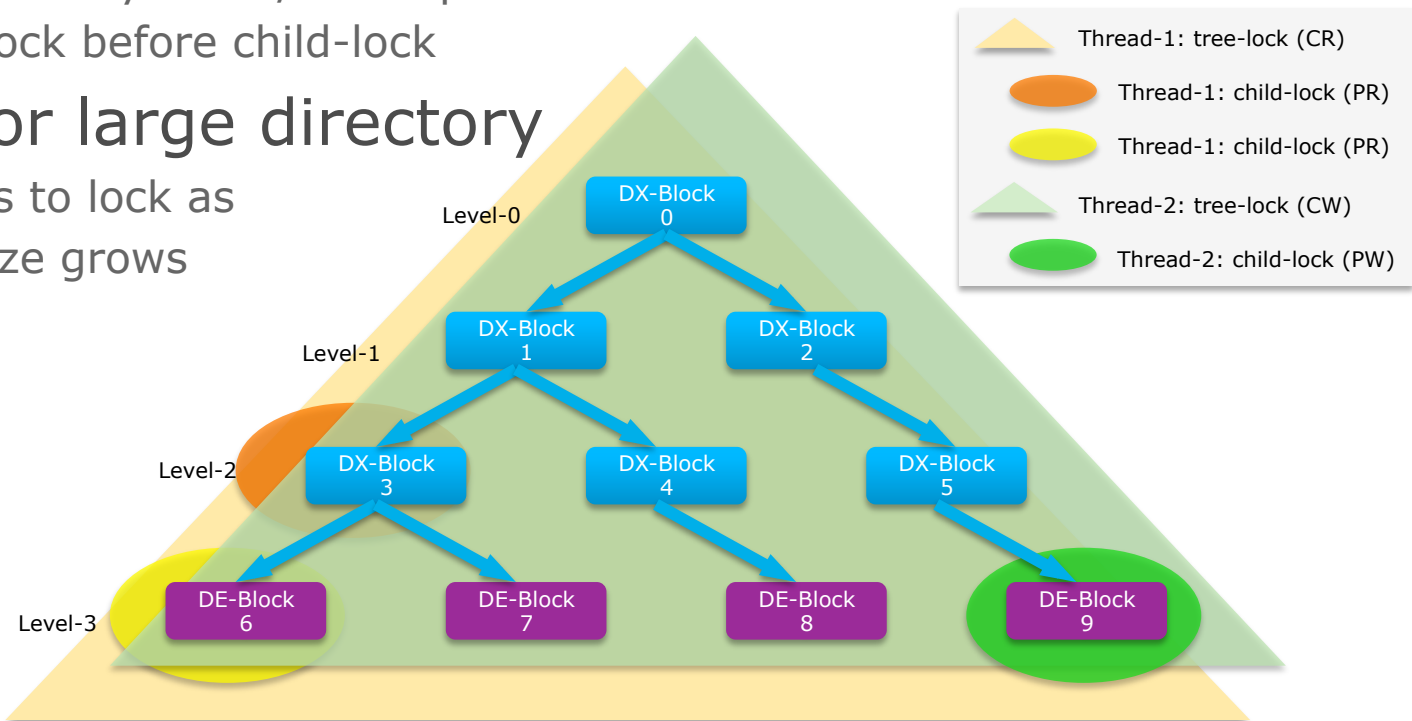 ock before child-lock
or large directory
s to lock as
ze grows
Thread-1: tree-lock (CR)
Thread-1: child-lock (PR)
Thread-1: child-lock (PR)
Thread-2: tree-lock (CW)
Thread-2: child-lock (PW)
Level-0
DX-Block
0
Level-1
DX-Block
1
DX-Block
2
Level-2
DX-Block
3
DX-Block
4
DX-Block
5
Level-3
DE-Block
6
DE-Block
7
DE-Block
8
DE-Block
9